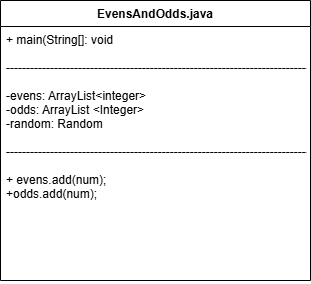 EvensAndOdds.java
+ main(String[]: void
-evens: ArrayList<integer>
-odds: ArrayList <Integer>
-random: Random
+ evens.add(num);
+odds.add(num);